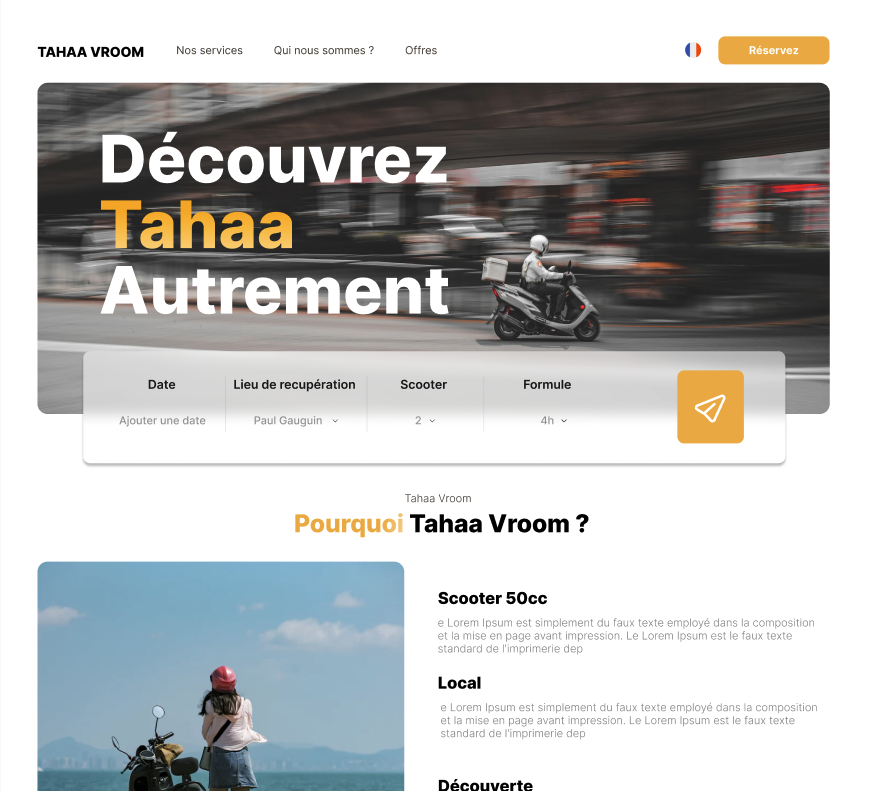 TAHAA VROOM Nos services Qui nous sommes ? Offres Réservez
Découvrez
Tahaa
Autrement
Date Lieu de recupération Scooter Formule
Ajouter une date Paul Gauguin 2 4h
Tahaa Vroom
Pourquoi Tahaa Vroom ?
Scooter 50cc
e Lorem Ipsum est simplement du faux texte employé dans la composition
et la mise en page avant impression. Le Lorem Ipsum est le faux texte
standard de l'imprimerie dep
Local
e Lorem Ipsum est simplement du faux texte employé dans la composition
et la mise en page avant impression. Le Lorem Ipsum est le faux texte
standard de l'imprimerie dep
Découverte